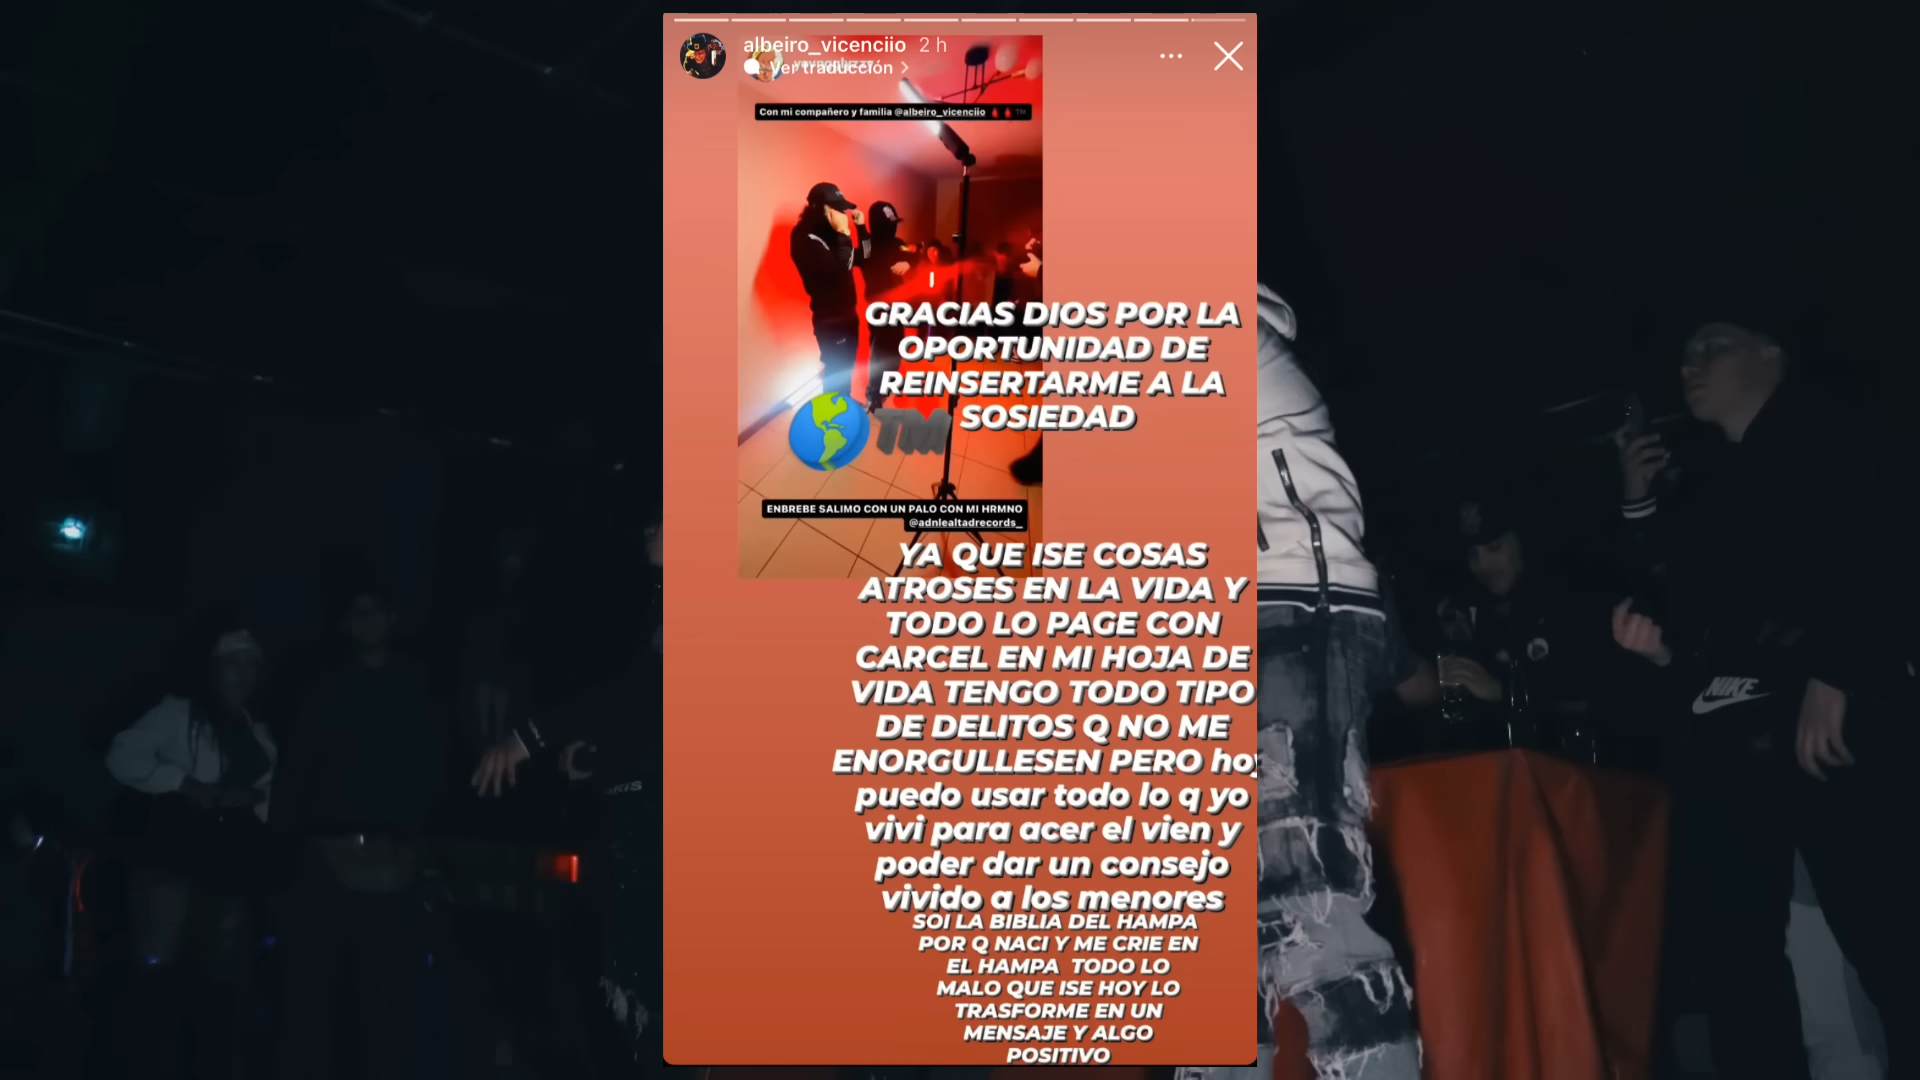 albeiro_vicenciio 2 h
Ver traducción >
Con mi compañero y familia @albeiro_vicenciio 🩸🩸™
GRACIAS DIOS POR LA
OPORTUNIDAD DE
REINSERTARME A LA
SOSIEDAD
TM
ENBREBE SALIMO CON UN PALO CON MI HRMNO
@adnlealtadrecords_
YA QUE ISE COSAS
ATROSES EN LA VIDA Y
TODO LO PAGE CON
CARCEL EN MI HOJA DE
VIDA TENGO TODO TIPO
DE DELITOS Q NO ME
ENORGULLESEN PERO hoy
puedo usar todo lo q yo
vivi para acer el vien y
poder dar un consejo
vivido a los menores
SOI LA BIBLIA DEL HAMPA
POR Q NACI Y ME CRIE EN
EL HAMPA TODO LO
MALO QUE ISE HOY LO
TRASFORME EN UN
MENSAJE Y ALGO
POSITIVO
NIKE